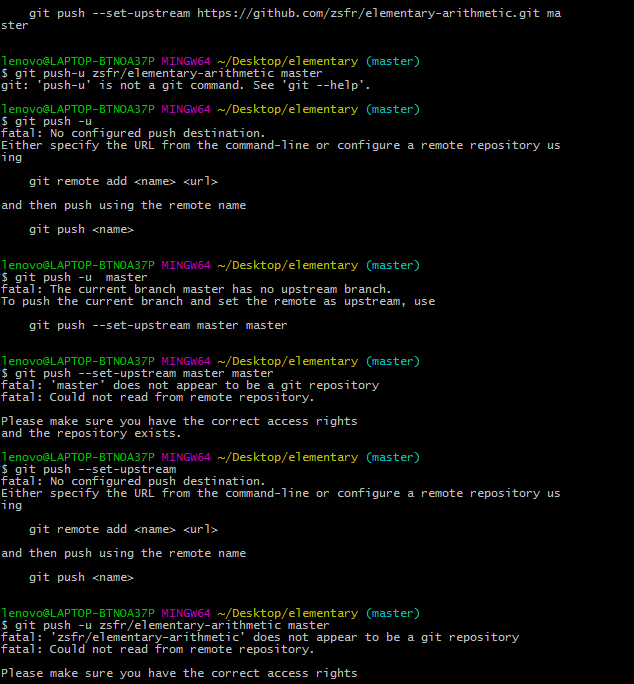 git push --set-upstream https://github.com/zsfr/elementary-arithmetic.git ma
ster
lenovo@LAPTOP-BTNOA37P MINGW64 ~/Desktop/elementary (master)
$ git push-u zsfr/elementary-arithmetic master
git: 'push-u' is not a git command. See 'git --help'.
lenovo@LAPTOP-BTNOA37P MINGW64 ~/Desktop/elementary (master)
$ git push -u
fatal: No configured push destination.
Either specify the URL from the command-line or configure a remote repository us
ing
git remote add <name> <url>
and then push using the remote name
git push <name>
lenovo@LAPTOP-BTNOA37P MINGW64 ~/Desktop/elementary (master)
$ git push -u  master
fatal: The current branch master has no upstream branch.
To push the current branch and set the remote as upstream, use
git push --set-upstream master master
lenovo@LAPTOP-BTNOA37P MINGW64 ~/Desktop/elementary (master)
$ git push --set-upstream master master
fatal: 'master' does not appear to be a git repository
fatal: Could not read from remote repository.
Please make sure you have the correct access rights
and the repository exists.
lenovo@LAPTOP-BTNOA37P MINGW64 ~/Desktop/elementary (master)
$ git push --set-upstream
fatal: No configured push destination.
Either specify the URL from the command-line or configure a remote repository us
ing
git remote add <name> <url>
and then push using the remote name
git push <name>
lenovo@LAPTOP-BTNOA37P MINGW64 ~/Desktop/elementary (master)
$ git push -u zsfr/elementary-arithmetic master
fatal: 'zsfr/elementary-arithmetic' does not appear to be a git repository
fatal: Could not read from remote repository.
Please make sure you have the correct access rights